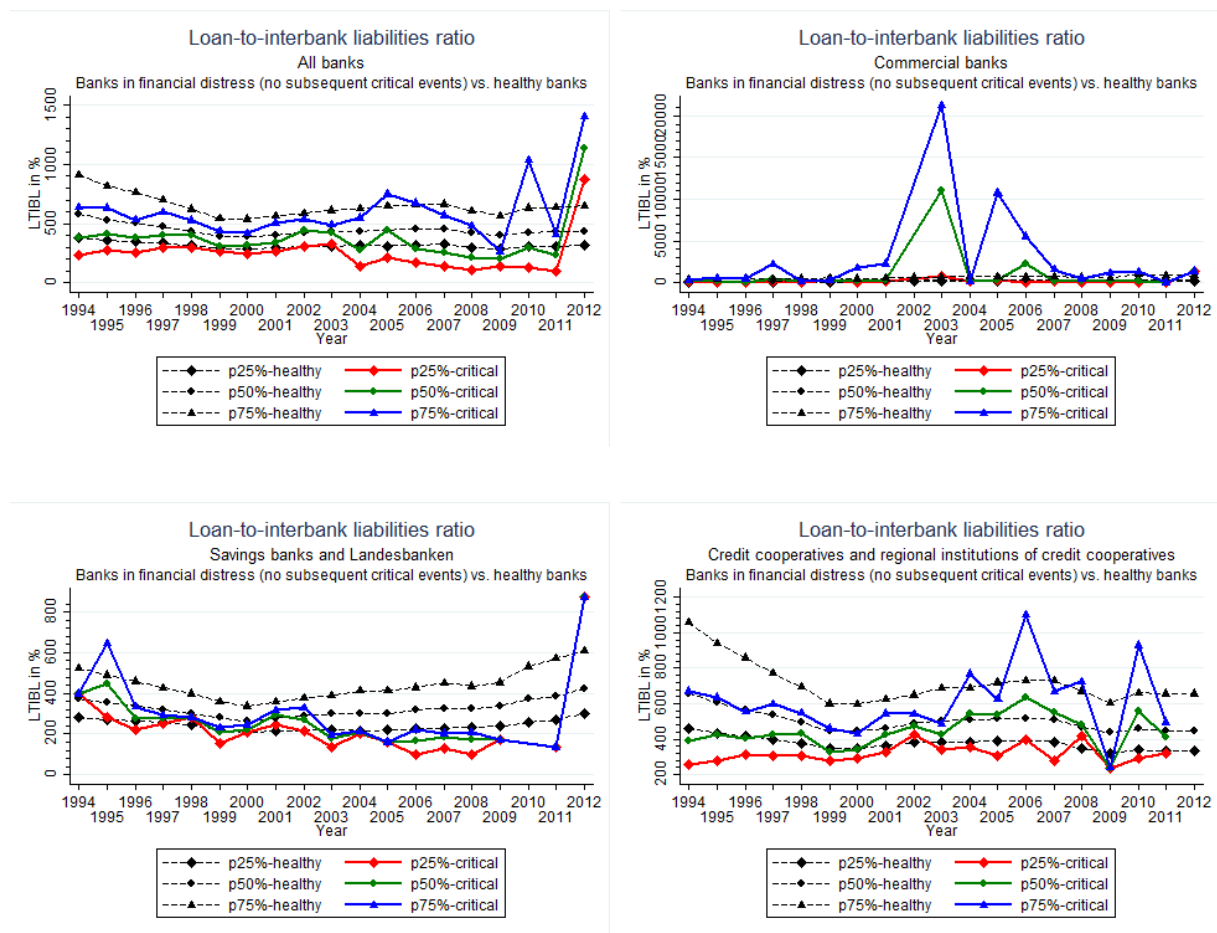 Loan-to-interbank liabilities ratio
All banks
Banks in financial distress (no subsequent critical events) vs. healthy banks
LTIBL in %
0 500 1000 1500
1994 1996 1998 2000 2002 2004 2006 2008 2010 2012
1995 1997 1999 2001 2003 2005 2007 2009 2011
Year
p25%-healthy p25%-critical
p50%-healthy p50%-critical
p75%-healthy p75%-critical
Loan-to-interbank liabilities ratio
Commercial banks
Banks in financial distress (no subsequent critical events) vs. healthy banks
LTIBL in %
0 5000 10000 15000 20000
1994 1996 1998 2000 2002 2004 2006 2008 2010 2012
1995 1997 1999 2001 2003 2005 2007 2009 2011
Year
p25%-healthy p25%-critical
p50%-healthy p50%-critical
p75%-healthy p75%-critical
Loan-to-interbank liabilities ratio
Savings banks and Landesbanken
Banks in financial distress (no subsequent critical events) vs. healthy banks
LTIBL in %
0 200 400 600 800
1994 1996 1998 2000 2002 2004 2006 2008 2010 2012
1995 1997 1999 2001 2003 2005 2007 2009 2011
Year
p25%-healthy p25%-critical
p50%-healthy p50%-critical
p75%-healthy p75%-critical
Loan-to-interbank liabilities ratio
Credit cooperatives and regional institutions of credit cooperatives
Banks in financial distress (no subsequent critical events) vs. healthy banks
LTIBL in %
200 400 600 800 1000 1200
1994 1996 1998 2000 2002 2004 2006 2008 2010 2012
1995 1997 1999 2001 2003 2005 2007 2009 2011
Year
p25%-healthy p25%-critical
p50%-healthy p50%-critical
p75%-healthy p75%-critical